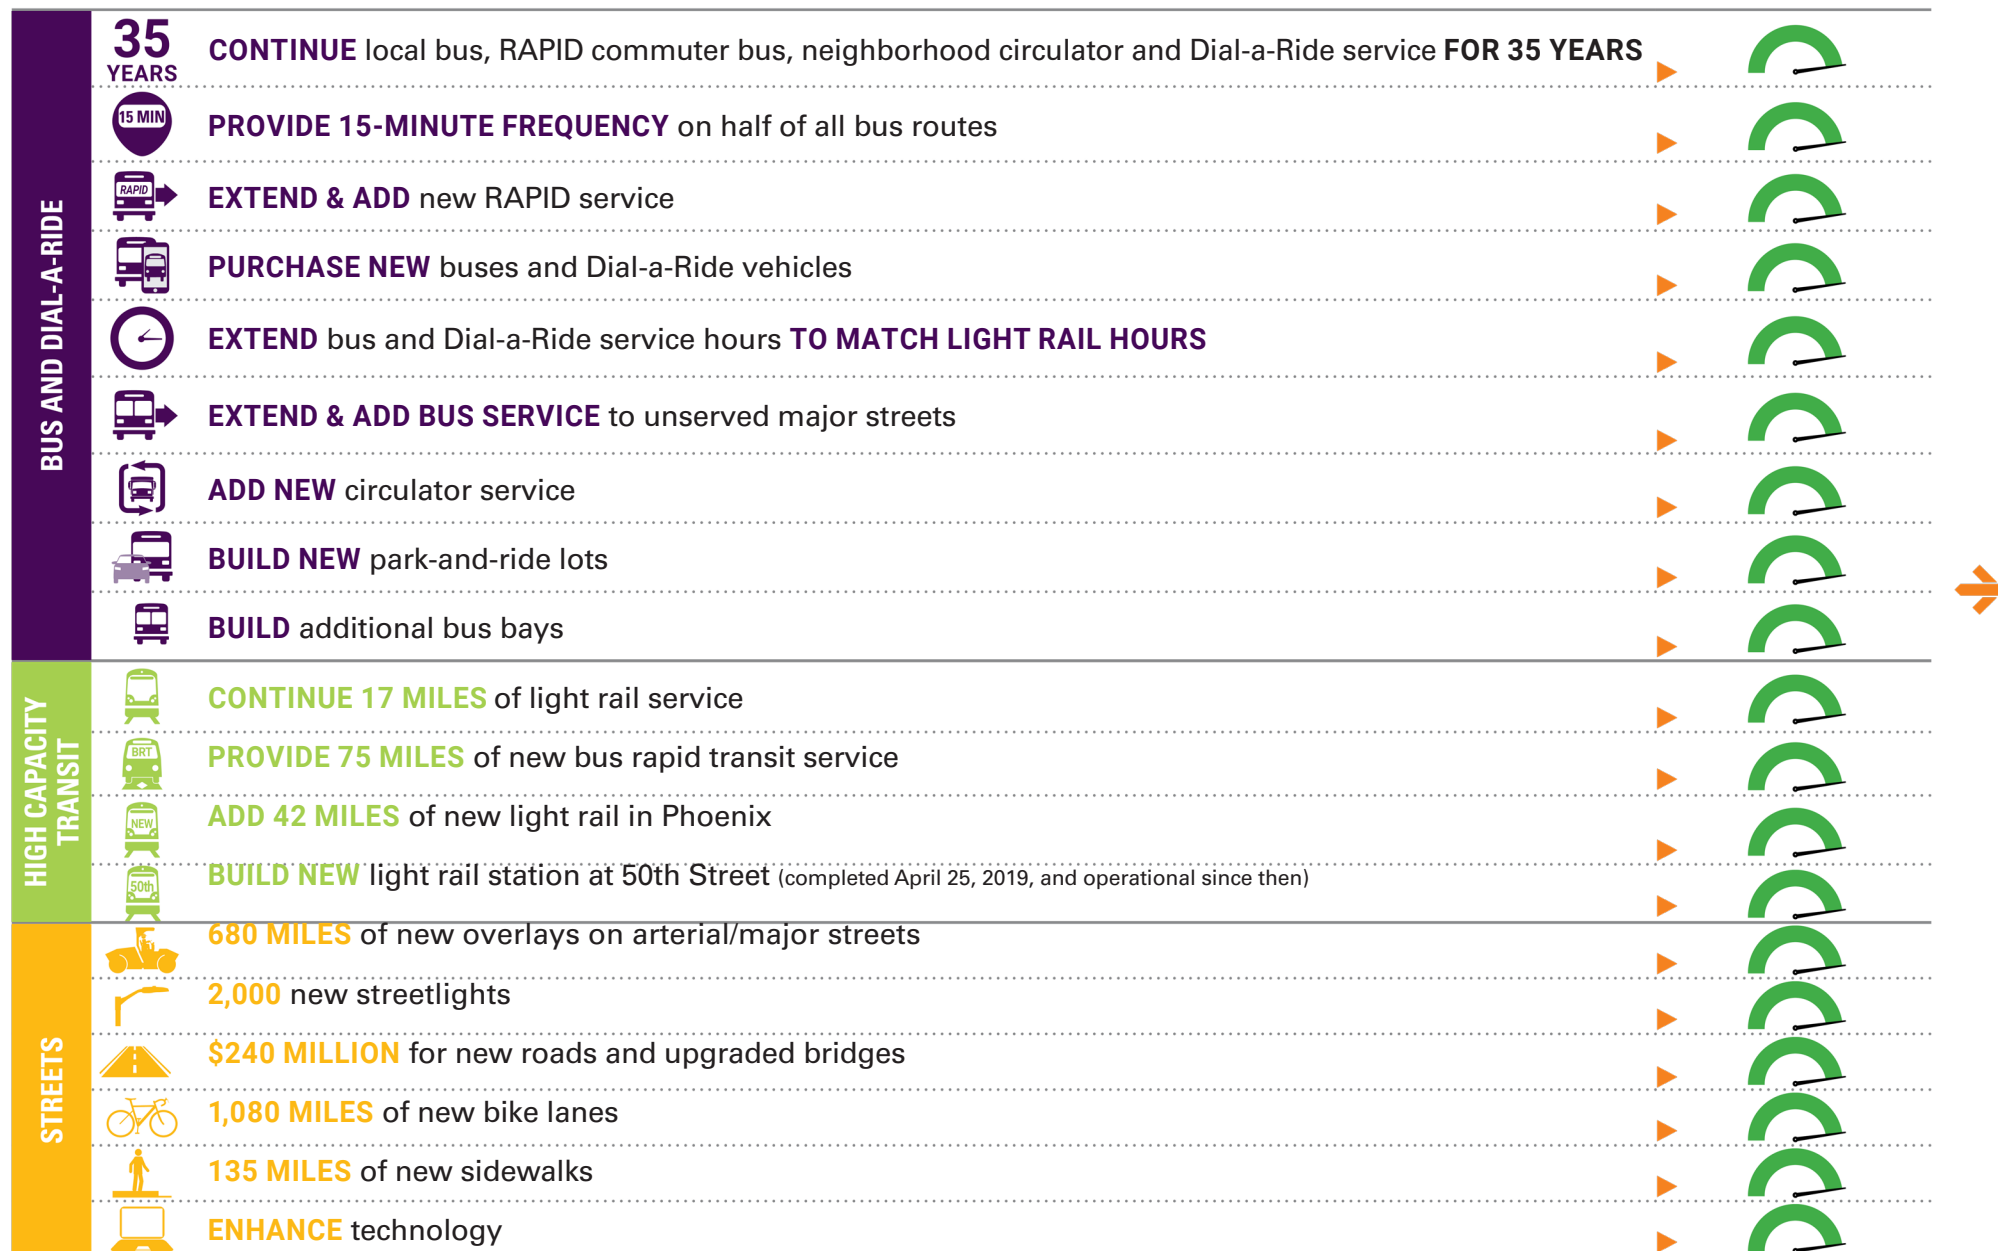 BUS AND DIAL-A-RIDE
35
YEARS
CONTINUE local bus, RAPID commuter bus, neighborhood circulator and Dial-a-Ride service FOR 35 YEARS
15 MIN
PROVIDE 15-MINUTE FREQUENCY on half of all bus routes
RAPID
EXTEND & ADD new RAPID service
PURCHASE NEW buses and Dial-a-Ride vehicles
EXTEND bus and Dial-a-Ride service hours TO MATCH LIGHT RAIL HOURS
EXTEND & ADD BUS SERVICE to unserved major streets
ADD NEW circulator service
BUILD NEW park-and-ride lots
BUILD additional bus bays
HIGH CAPACITY
TRANSIT
CONTINUE 17 MILES of light rail service
BRT
PROVIDE 75 MILES of new bus rapid transit service
NEW
ADD 42 MILES of new light rail in Phoenix
50th
BUILD NEW light rail station at 50th Street (completed April 25, 2019, and operational since then)
STREETS
680 MILES of new overlays on arterial/major streets
2,000 new streetlights
$240 MILLION for new roads and upgraded bridges
1,080 MILES of new bike lanes
135 MILES of new sidewalks
ENHANCE technology